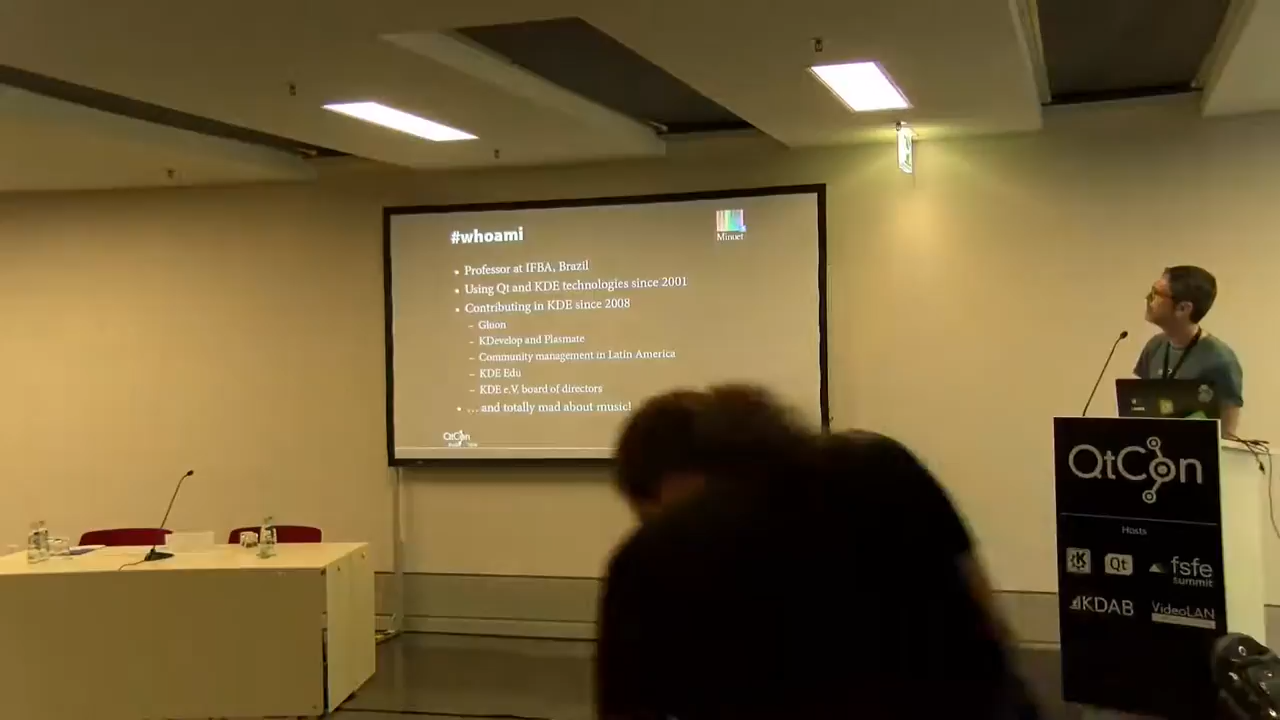 #whoami
Minuet
• Professor at IFBA, Brazil
• Using Qt and KDE technologies since 2001
• Contributing in KDE since 2008
– Gluon
– KDevelop and Plasmate
– Community management in Latin America
– KDE Edu
– KDE e.V. board of directors
• ... and totally mad about music!
QtCon
QtCon
Hosts
Qt
fsfe
summit
KDAB
VideoLAN